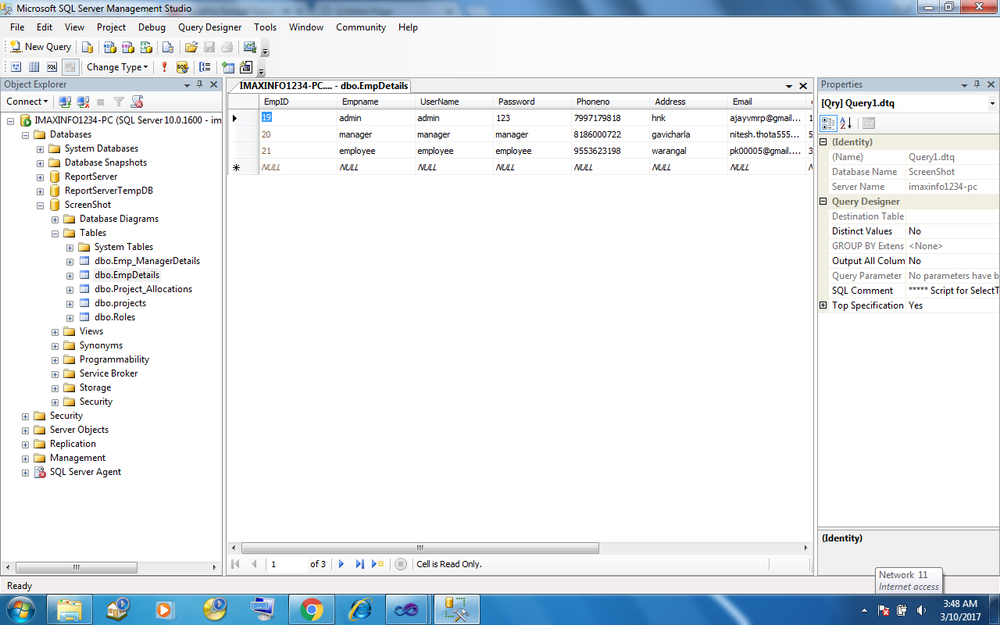 Microsoft SQL Server Management Studio
File Edit View Project Debug Query Designer Tools Window Community Help
New Query
Change Type
Object Explorer
Connect
IMAXINFO1234-PC (SQL Server 10.0.1600 - im
Databases
System Databases
Database Snapshots
ReportServer
ReportServerTempDB
ScreenShot
Database Diagrams
Tables
System Tables
dbo.Emp_ManagerDetails
dbo.EmpDetails
dbo.Project_Allocations
dbo.projects
dbo.Roles
Views
Synonyms
Programmability
Service Broker
Storage
Security
Security
Server Objects
Replication
Management
SQL Server Agent
IMAXINFO1234-PC.... - dbo.EmpDetails
EmpID Empname UserName Password Phoneno Address Email
19 admin admin 123 7997179818 hnk ajayvmrp@gmail.... 1
20 manager manager manager 8186000722 gavicharla nitesh.thota555... 5
21 employee employee employee 9553623198 warangal pk00005@gmail.... 3
NULL NULL NULL NULL NULL NULL NULL
1 of 3 Cell is Read Only.
Properties
[Qry] Query1.dtq
(Identity)
(Name) Query1.dtq
Database Name ScreenShot
Server Name imaxinfo1234-pc
Query Designer
Destination Table
Distinct Values No
GROUP BY Extens <None>
Output All Colum No
Query Parameter No parameters have b
SQL Comment ***** Script for SelectT
Top Specification Yes
(Identity)
Network 11
Internet access
Ready
3:48 AM
3/10/2017